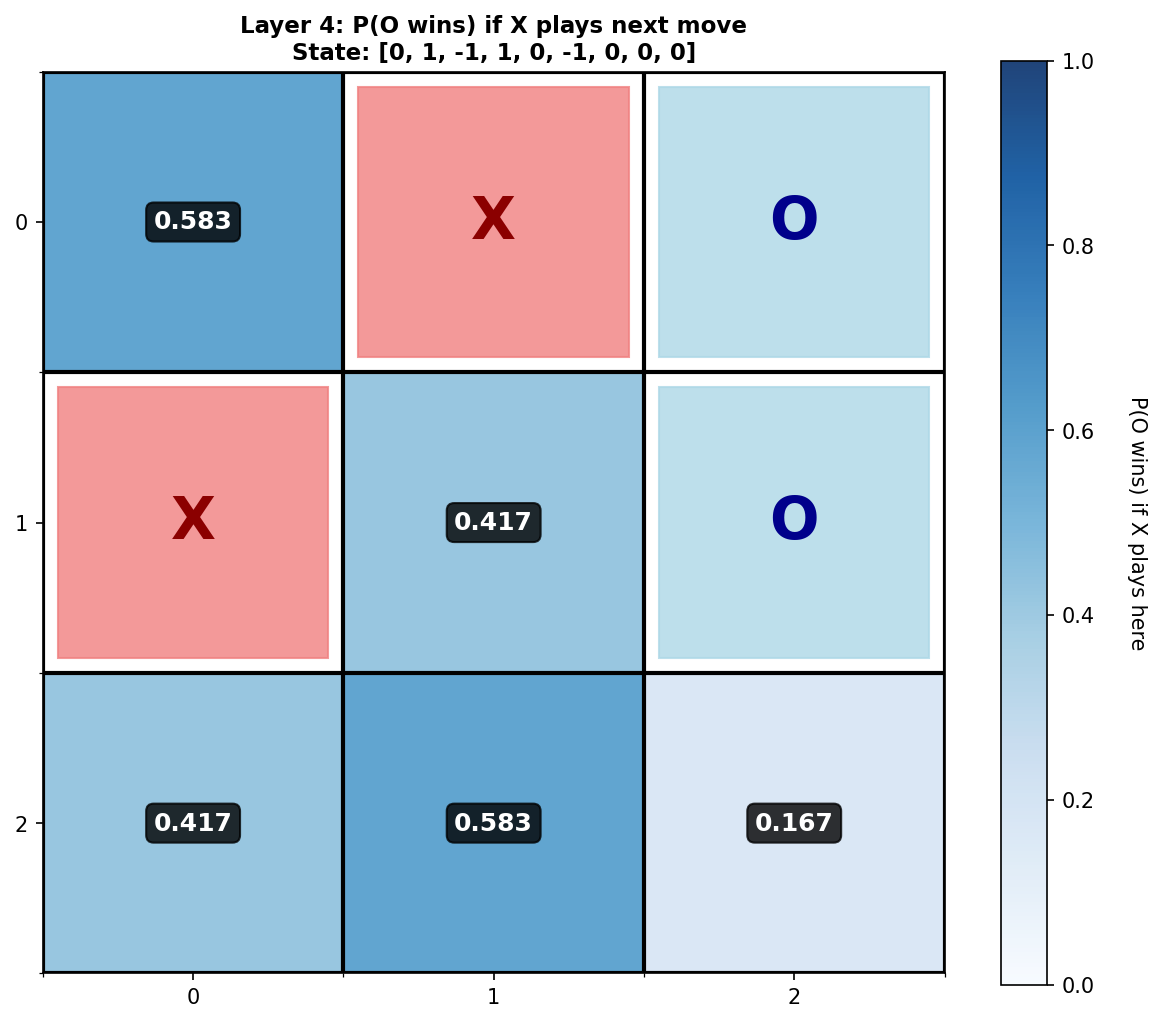 Layer 4: P(O wins) if X plays next move
State: [0, 1, -1, 1, 0, -1, 0, 0, 0]
0
0.583
X
O
1
X
0.417
O
2
0.417
0.583
0.167
0
1
2
1.0
0.8
0.6
0.4
0.2
0.0
P(O wins) if X plays here